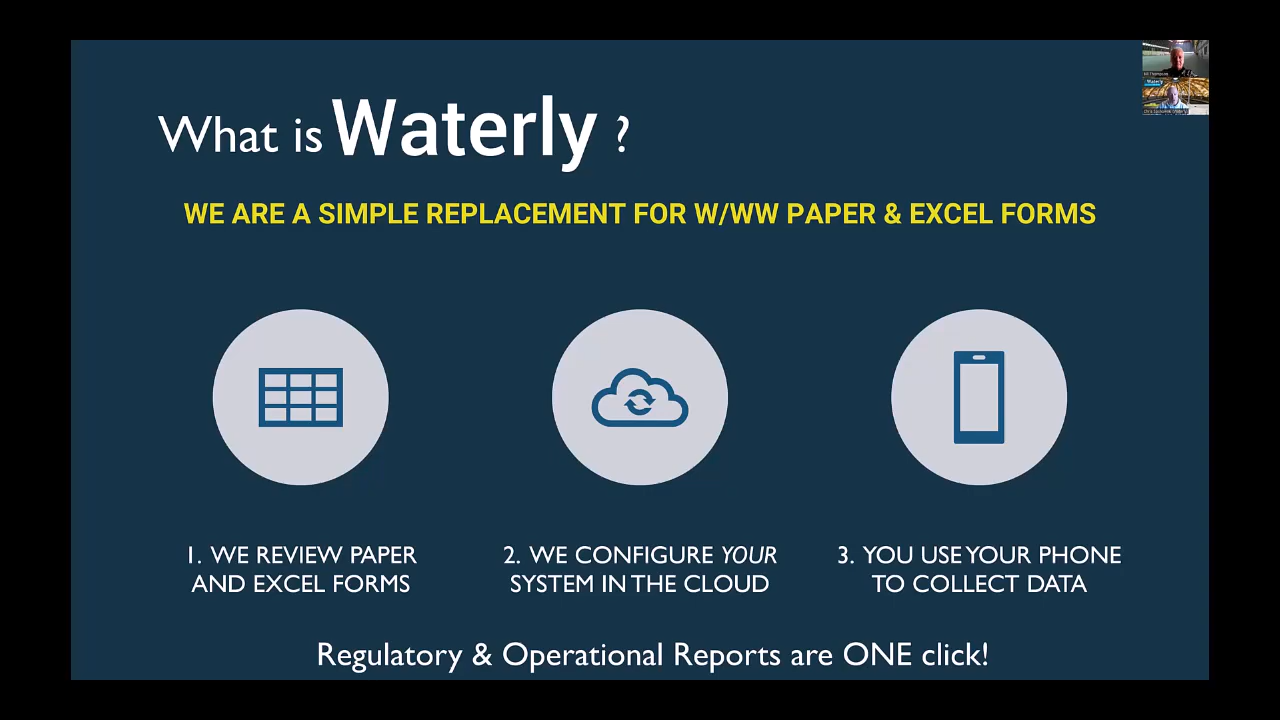 What is Waterly ?
WE ARE A SIMPLE REPLACEMENT FOR W/WW PAPER & EXCEL FORMS
1. WE REVIEW PAPER
AND EXCEL FORMS
2. WE CONFIGURE YOUR
SYSTEM IN THE CLOUD
3. YOU USE YOUR PHONE
TO COLLECT DATA
Regulatory & Operational Reports are ONE click!
Waterly